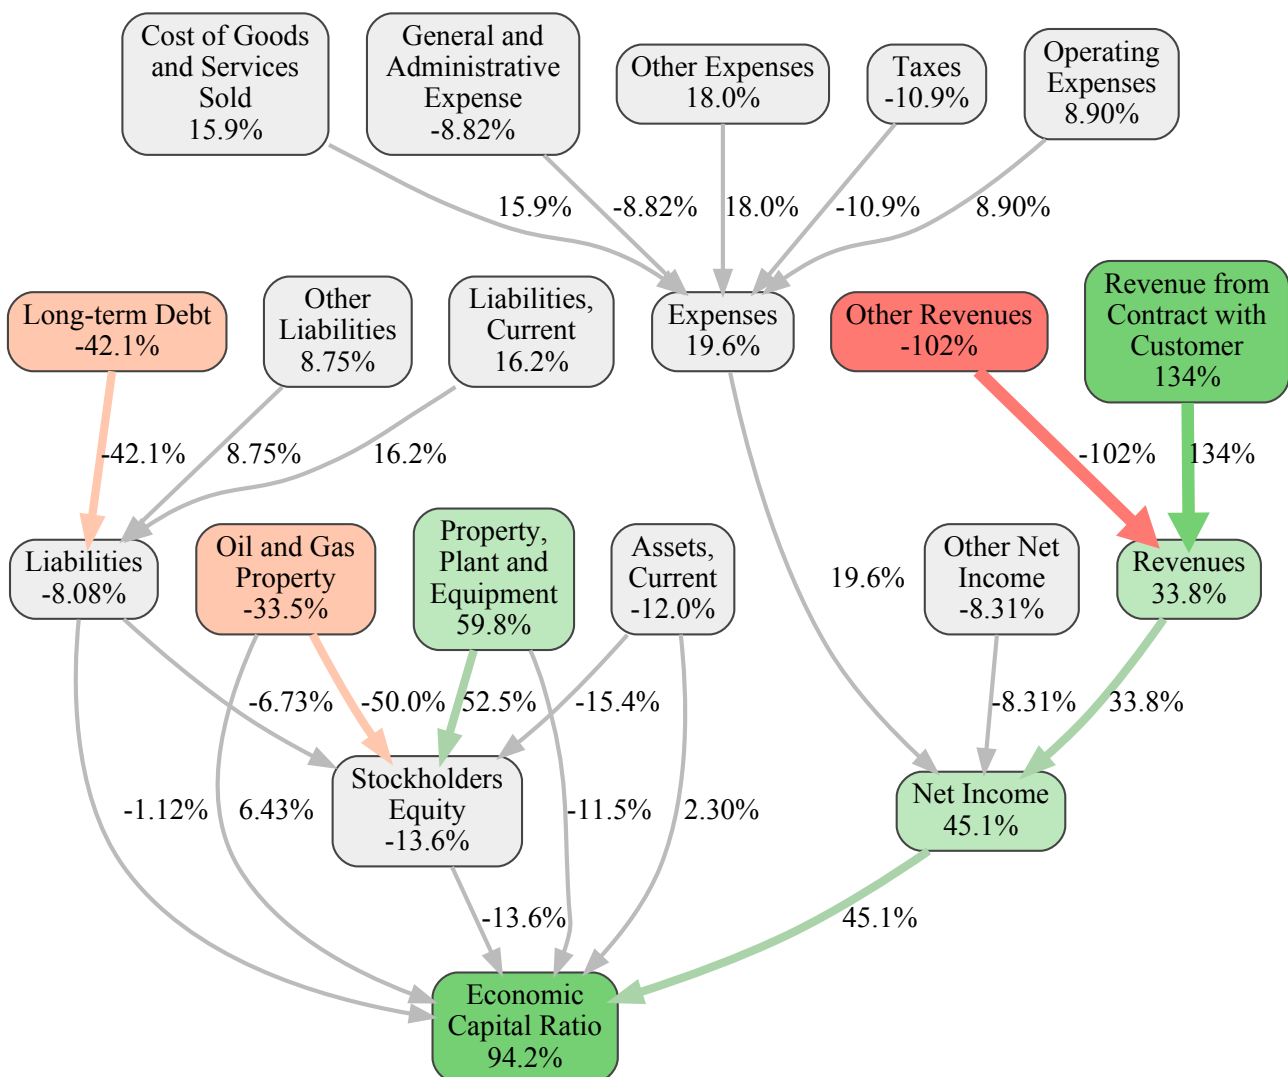 Cost of Goods
and Services
Sold
15.9%
General and
Administrative
Expense
-8.82%
Other Expenses
18.0%
Taxes
-10.9%
Operating
Expenses
8.90%
15.9%
-8.82%
18.0%
-10.9%
8.90%
Long-term Debt
-42.1%
Other
Liabilities
8.75%
Liabilities,
Current
16.2%
Expenses
19.6%
Other Revenues
-102%
Revenue from
Contract with
Customer
134%
-42.1%
8.75%
16.2%
-102%
134%
Liabilities
-8.08%
Oil and Gas
Property
-33.5%
Property,
Plant and
Equipment
59.8%
Assets,
Current
-12.0%
19.6%
Other Net
Income
-8.31%
Revenues
33.8%
-6.73%
-50.0%
52.5%
-15.4%
-8.31%
33.8%
-1.12%
6.43%
Stockholders
Equity
-13.6%
-11.5%
2.30%
Net Income
45.1%
-13.6%
45.1%
Economic
Capital Ratio
94.2%